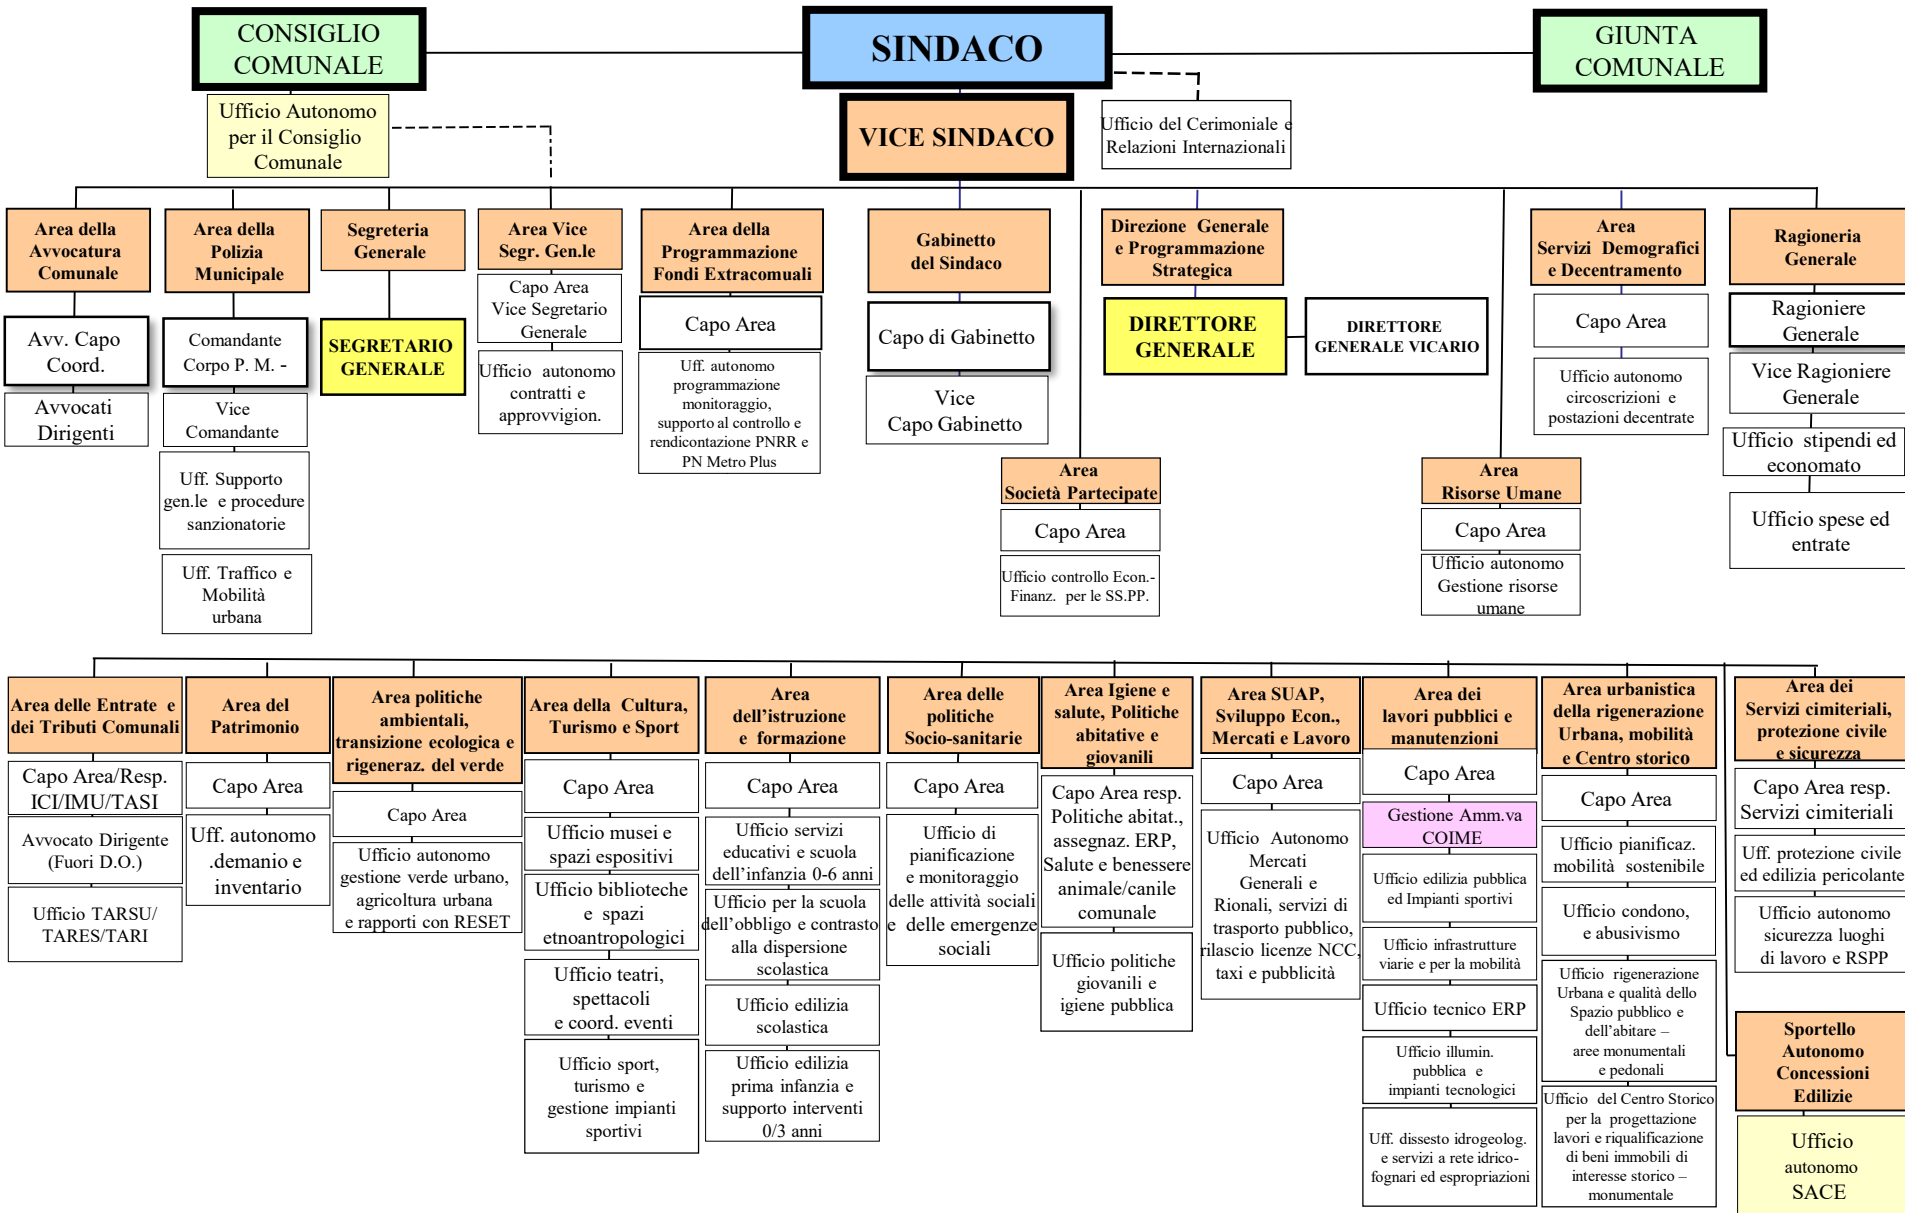 CONSIGLIO
COMUNALE
SINDACO
GIUNTA
COMUNALE
Ufficio Autonomo
per il Consiglio
Comunale
VICE SINDACO
Ufficio del Cerimoniale e
Relazioni Internazionali
Area della
Avvocatura
Comunale
Avv. Capo
Coord.
Avvocati
Dirigenti
Area della
Polizia
Municipale
Comandante
Corpo P. M. -
Vice
Comandante
Uff. Supporto
gen.le e procedure
sanzionatorie
Uff. Traffico e
Mobilità
urbana
Segreteria
Generale
SEGRETARIO
GENERALE
Area Vice
Segr. Gen.le
Capo Area
Vice Segretario
Generale
Ufficio autonomo
contratti e
approvvigion.
Area della
Programmazione
Fondi Extracomuali
Capo Area
Uff. autonomo
programmazione
monitoraggio,
supporto al controllo e
rendicontazione PNRR e
PN Metro Plus
Gabinetto
del Sindaco
Capo di Gabinetto
Vice
Capo Gabinetto
Area
Società Partecipate
Capo Area
Ufficio controllo Econ.-
Finanz. per le SS.PP.
Direzione Generale
e Programmazione
Strategica
DIRETTORE
GENERALE
DIRETTORE
GENERALE VICARIO
Area
Risorse Umane
Capo Area
Ufficio autonomo
Gestione risorse
umane
Area
Servizi Demografici
e Decentramento
Capo Area
Ufficio autonomo
circoscrizioni e
postazioni decentrate
Ragioneria
Generale
Ragioniere
Generale
Vice Ragioniere
Generale
Ufficio stipendi ed
economato
Ufficio spese ed
entrate
Area delle Entrate e
dei Tributi Comunali
Capo Area/Resp.
ICI/IMU/TASI
Avvocato Dirigente
(Fuori D.O.)
Ufficio TARSU/
TARES/TARI
Area del
Patrimonio
Capo Area
Uff. autonomo
.demanio e
inventario
Area politiche
ambientali,
transizione ecologica e
rigeneraz. del verde
Capo Area
Ufficio autonomo
gestione verde urbano,
agricoltura urbana
e rapporti con RESET
Area della Cultura,
Turismo e Sport
Capo Area
Ufficio musei e
spazi espositivi
Ufficio biblioteche
e spazi
etnoantropologici
Ufficio teatri,
spettacoli
e coord. eventi
Ufficio sport,
turismo e
gestione impianti
sportivi
Area
dell’istruzione
e formazione
Capo Area
Ufficio servizi
educativi e scuola
dell’infanzia 0-6 anni
Ufficio per la scuola
dell’obbligo e contrasto
alla dispersione
scolastica
Ufficio edilizia
scolastica
Ufficio edilizia
prima infanzia e
supporto interventi
0/3 anni
Area delle
politiche
Socio-sanitarie
Capo Area
Ufficio di
pianificazione
e monitoraggio
delle attività sociali
e delle emergenze
sociali
Area Igiene e
salute, Politiche
abitative e
giovanili
Capo Area resp.
Politiche abitat.,
assegnaz. ERP,
Salute e benessere
animale/canile
comunale
Ufficio politiche
giovanili e
igiene pubblica
Area SUAP,
Sviluppo Econ.,
Mercati e Lavoro
Capo Area
Ufficio Autonomo
Mercati
Generali e
Rionali, servizi di
trasporto pubblico,
rilascio licenze NCC,
taxi e pubblicità
Area dei
lavori pubblici e
manutenzioni
Capo Area
Gestione Amm.va
COIME
Ufficio edilizia pubblica
ed Impianti sportivi
Ufficio infrastrutture
viarie e per la mobilità
Ufficio tecnico ERP
Ufficio illumin.
pubblica e
impianti tecnologici
Uff. dissesto idrogeolog.
e servizi a rete idrico-
fognari ed espropriazioni
Area urbanistica
della rigenerazione
Urbana, mobilità
e Centro storico
Capo Area
Ufficio pianificaz.
mobilità sostenibile
Ufficio condono,
e abusivismo
Ufficio rigenerazione
Urbana e qualità dello
Spazio pubblico e
dell’abitare –
aree monumentali
e pedonali
Ufficio del Centro Storico
per la progettazione
lavori e riqualificazione
di beni immobili di
interesse storico –
monumentale
Area dei
Servizi cimiteriali,
protezione civile
e sicurezza
Capo Area resp.
Servizi cimiteriali
Uff. protezione civile
ed edilizia pericolante
Ufficio autonomo
sicurezza luoghi
di lavoro e RSPP
Sportello
Autonomo
Concessioni
Edilizie
Ufficio
autonomo
SACE